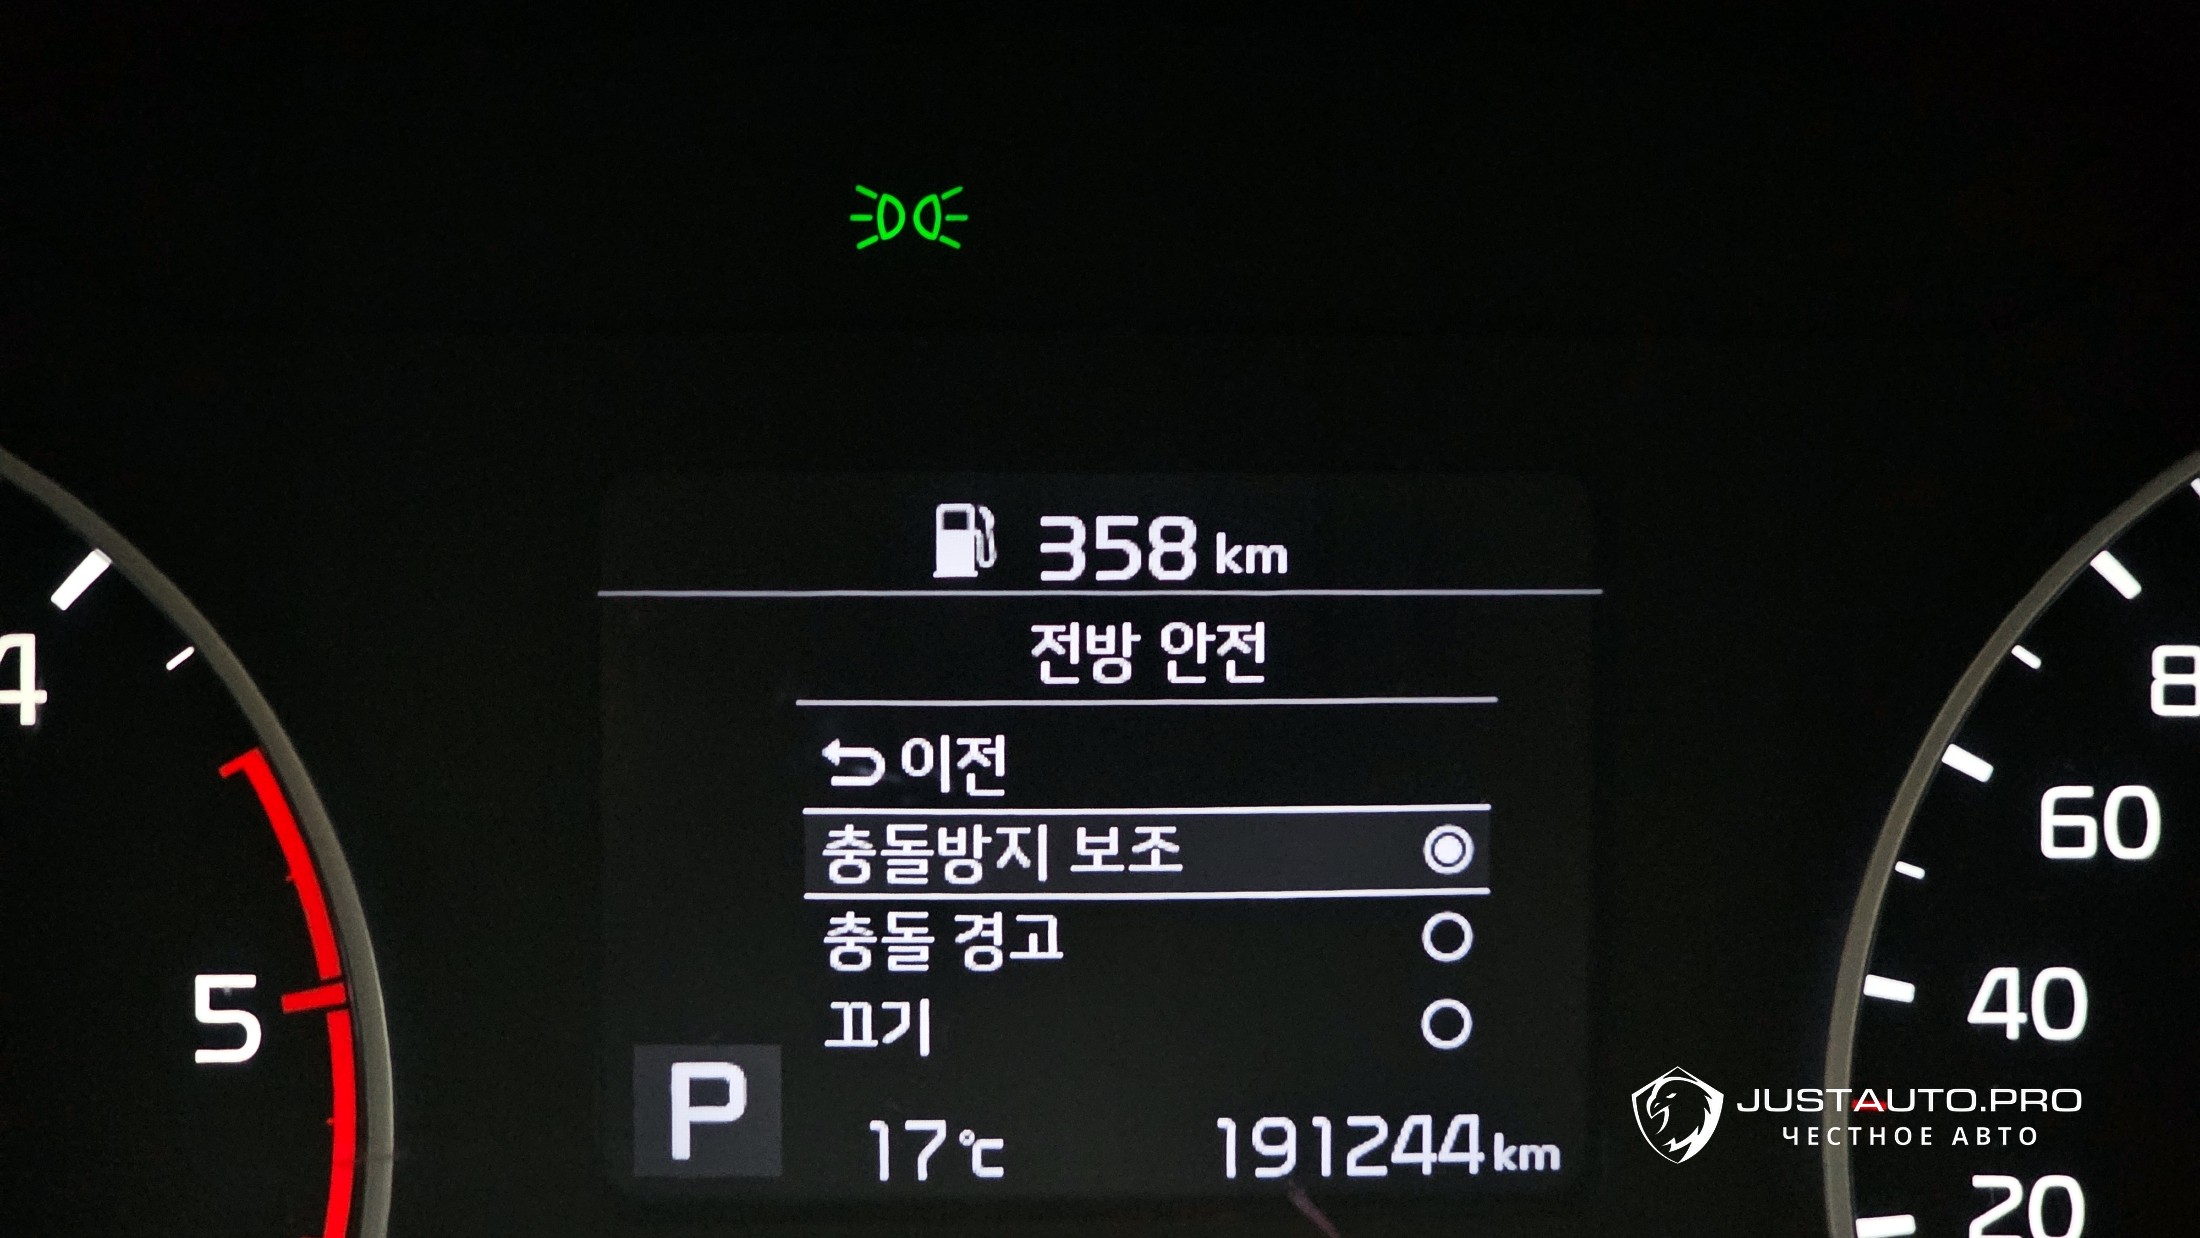 358 km
전방 안전
이전
충돌방지 보조
충돌 경고
끄기
P
17℃
191244km
4
5
8
60
40
20
JUSTAUTO.PRO
ЧЕСТНОЕ АВТО